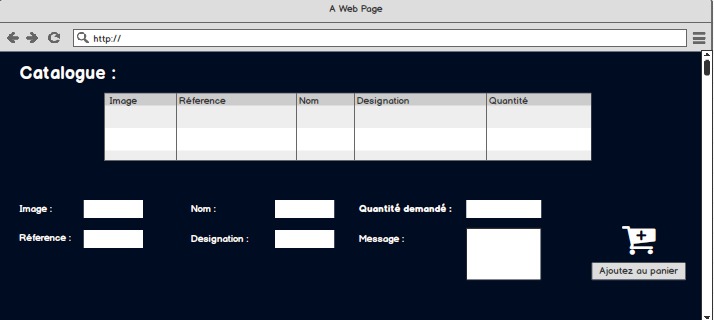 A Web Page
http://
Catalogue :
Image Réference Nom Designation Quantité
Image : Nom : Quantité demandé :
Réference : Designation : Message :
Ajoutez au panier